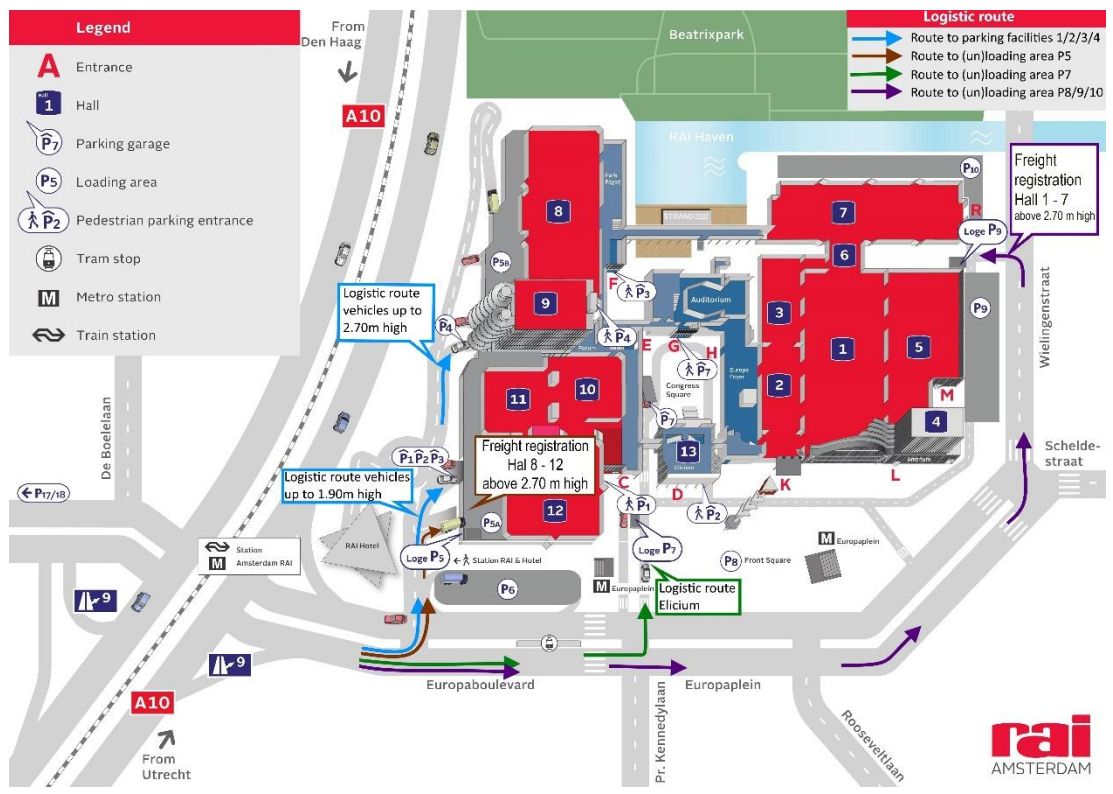 Legend
A Entrance
HALL 1 Hall
P7 Parking garage
P5 Loading area
P2 Pedestrian parking entrance
Tram stop
M Metro station
Train station
From
Den Haag
A10
Beatrixpark
RAI Haven
STRAND
Logistic route
Route to parking facilities 1/2/3/4
Route to (un)loading area P5
Route to (un)loading area P7
Route to (un)loading area P8/9/10
Freight
registration
Hall 1 - 7
above 2.70 m high
P10
R
Loge P9
7
8
Park Foyer
P5B
F
P3
6
Auditorium
P9
Wielingenstraat
Logistic route
vehicles up to
2.70m high
9
P4
P4
Forum
E
G
H
P7
3
1
5
Europa
Foyer
Congress
Square
2
M
4
Amtrium
11
10
P7
13
Elicium
De Boelelaan
P1 P2 P3
Freight registration
Hal 8 - 12
above 2.70 m high
Logistic route vehicles
up to 1.90m high
C
P1
D
P2
K
L
Schelde-
straat
P17/18
12
P5A
RAI Hotel
Loge P5
Station RAI & Hotel
Loge P7
P8 Front Square
M Europaplein
Station
M Amsterdam RAI
P6
M
Europaplein
Logistic route
Elicium
9
9
Europaboulevard
Europaplein
A10
From
Utrecht
Pr. Kennedylaan
Rooseveltlaan
rai
AMSTERDAM